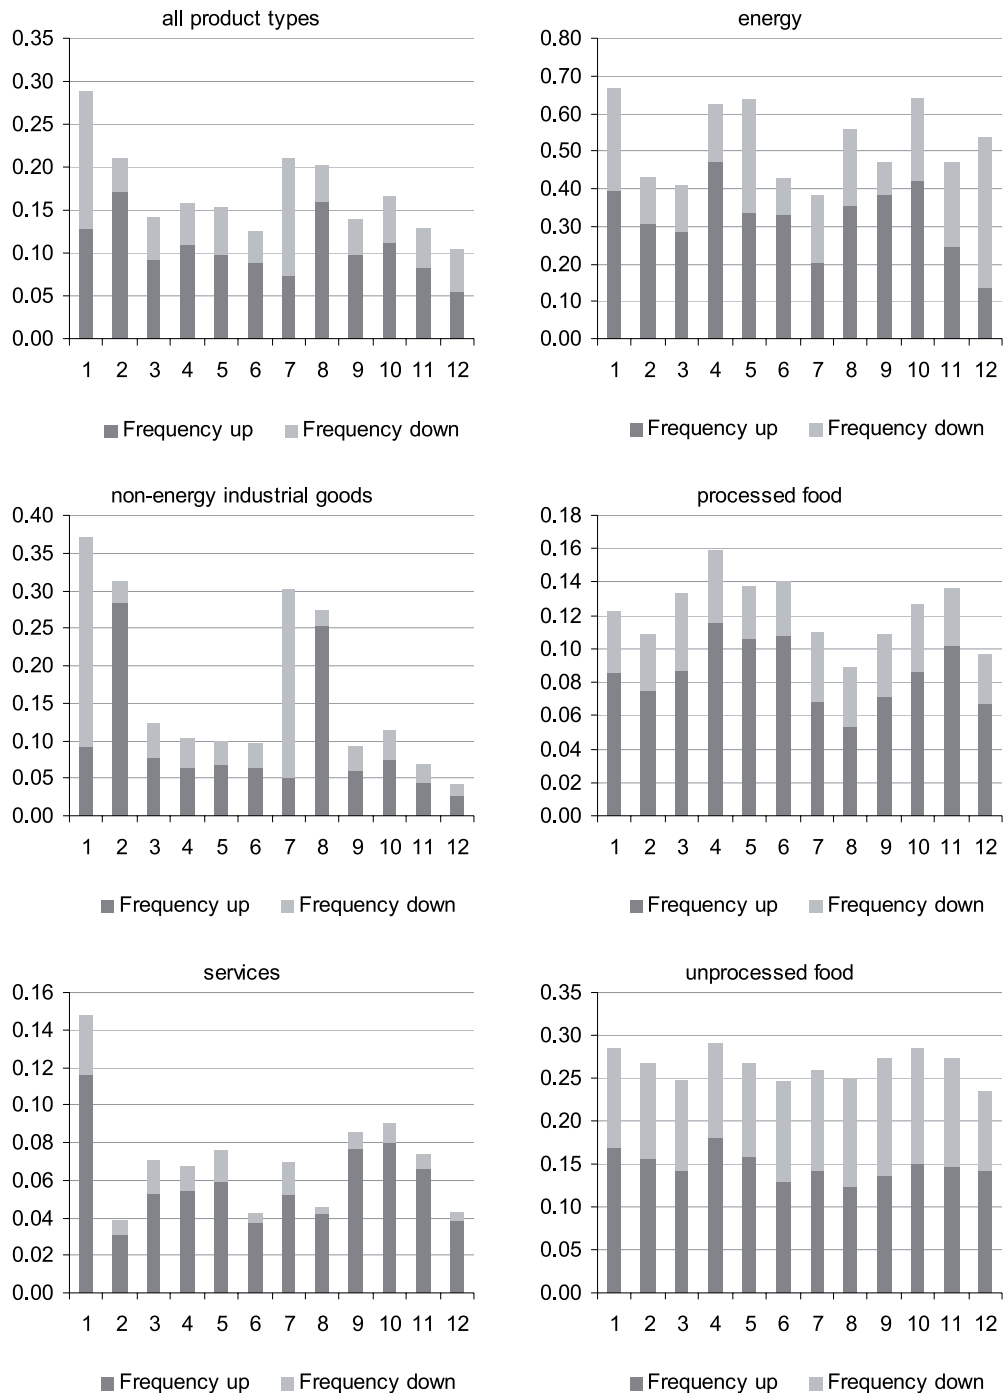 all product types
0.35
0.30
0.25
0.20
0.15
0.10
0.05
0.00
1 2 3 4 5 6 7 8 9 10 11 12
Frequency up Frequency down
energy
0.80
0.70
0.60
0.50
0.40
0.30
0.20
0.10
0.00
1 2 3 4 5 6 7 8 9 10 11 12
Frequency up Frequency down
non-energy industrial goods
0.40
0.35
0.30
0.25
0.20
0.15
0.10
0.05
0.00
1 2 3 4 5 6 7 8 9 10 11 12
Frequency up Frequency down
processed food
0.18
0.16
0.14
0.12
0.10
0.08
0.06
0.04
0.02
0.00
1 2 3 4 5 6 7 8 9 10 11 12
Frequency up Frequency down
services
0.16
0.14
0.12
0.10
0.08
0.06
0.04
0.02
0.00
1 2 3 4 5 6 7 8 9 10 11 12
Frequency up Frequency down
unprocessed food
0.35
0.30
0.25
0.20
0.15
0.10
0.05
0.00
1 2 3 4 5 6 7 8 9 10 11 12
Frequency up Frequency down